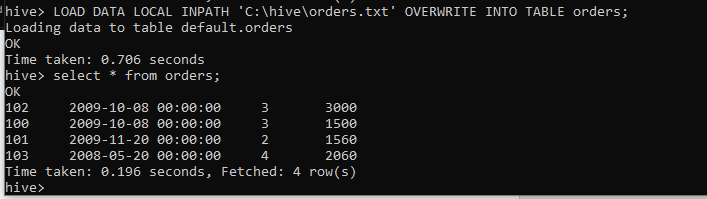 hive> LOAD DATA LOCAL INPATH 'C:\hive\orders.txt' OVERWRITE INTO TABLE orders;
Loading data to table default.orders
OK
Time taken: 0.706 seconds
hive> select * from orders;
OK
102     2009-10-08 00:00:00     3       3000
100     2009-10-08 00:00:00     3       1500
101     2009-11-20 00:00:00     2       1560
103     2008-05-20 00:00:00     4       2060
Time taken: 0.196 seconds, Fetched: 4 row(s)
hive>